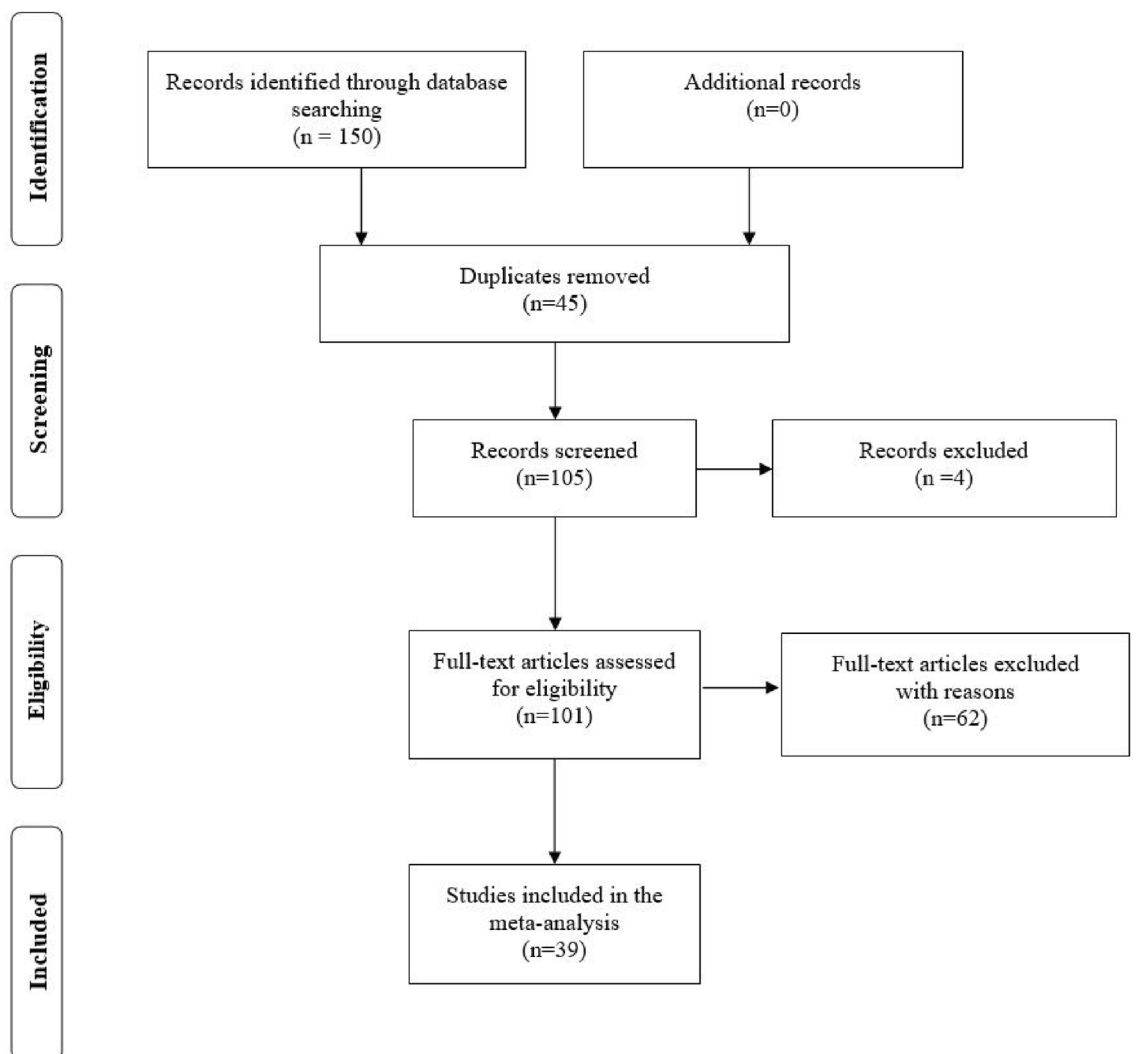 Identification
Records identified through database
searching
(n = 150)
Additional records
(n=0)
Duplicates removed
(n=45)
Screening
Records screened
(n=105)
Records excluded
(n =4)
Eligibility
Full-text articles assessed
for eligibility
(n=101)
Full-text articles excluded
with reasons
(n=62)
Included
Studies included in the
meta-analysis
(n=39)